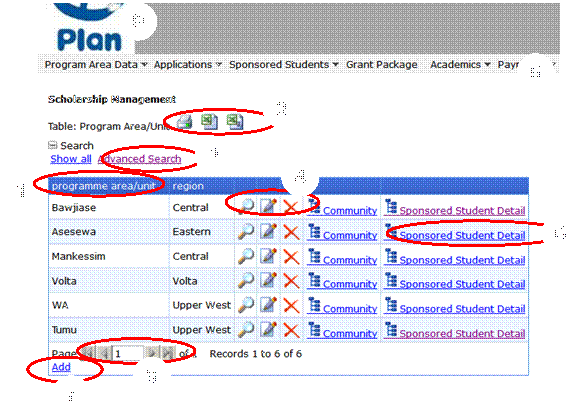 Plan
Program Area Data Applications Sponsored Students Grant Package Academics Pay
Scholarship Management
Table: Program Area/Unit
Search
Show all Advanced Search
programme area/unit region
Bawjiase Central Community Sponsored Student Detail
Asesewa Eastern Community Sponsored Student Detail
Mankessim Central Community Sponsored Student Detail
Volta Volta Community Sponsored Student Detail
WA Upper West Community Sponsored Student Detail
Tumu Upper West Community Sponsored Student Detail
Page 1 of 1 Records 1 to 6 of 6
Add